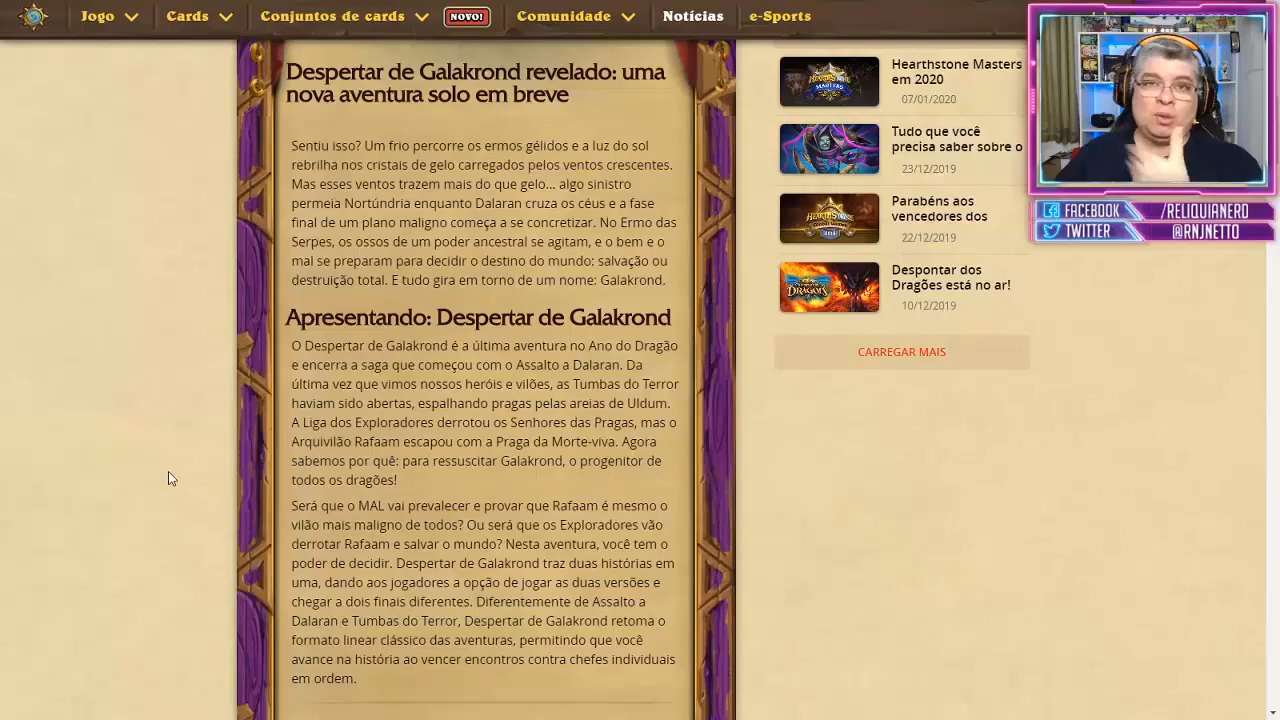 Jogo
Cards
Conjuntos de cards
NOVO!
Comunidade
Notícias
e-Sports
Despertar de Galakrond revelado: uma
nova aventura solo em breve
Sentiu isso? Um frio percorre os ermos gélidos e a luz do sol
rebrilha nos cristais de gelo carregados pelos ventos crescentes.
Mas esses ventos trazem mais do que gelo... algo sinistro
permeia Nortúndria enquanto Dalaran cruza os céus e a fase
final de um plano maligno começa a se concretizar. No Ermo das
Serpes, os ossos de um poder ancestral se agitam, e o bem e o
mal se preparam para decidir o destino do mundo: salvação ou
destruição total. E tudo gira em torno de um nome: Galakrond.
Apresentando: Despertar de Galakrond
O Despertar de Galakrond é a última aventura no Ano do Dragão
e encerra a saga que começou com o Assalto a Dalaran. Da
última vez que vimos nossos heróis e vilões, as Tumbas do Terror
haviam sido abertas, espalhando pragas pelas areias de Uldum.
A Liga dos Exploradores derrotou os Senhores das Pragas, mas o
Arquivilão Rafaam escapou com a Praga da Morte-viva. Agora
sabemos por quê: para ressuscitar Galakrond, o progenitor de
todos os dragões!
Será que o MAL vai prevalecer e provar que Rafaam é mesmo o
vilão mais maligno de todos? Ou será que os Exploradores vão
derrotar Rafaam e salvar o mundo? Nesta aventura, você tem o
poder de decidir. Despertar de Galakrond traz duas histórias em
uma, dando aos jogadores a opção de jogar as duas versões e
chegar a dois finais diferentes. Diferentemente de Assalto a
Dalaran e Tumbas do Terror, Despertar de Galakrond retoma o
formato linear clássico das aventuras, permitindo que você
avance na história ao vencer encontros contra chefes individuais
em ordem.
HEARTHSTONE
MASTERS
Hearthstone Masters
em 2020
07/01/2020
Tudo que você
precisa saber sobre o
23/12/2019
HEARTHSTONE
Parabéns aos
vencedores dos
22/12/2019
DRAGONS
Despontar dos
Dragões está no ar!
10/12/2019
CARREGAR MAIS
FACEBOOK /RELIQUIANERD
TWITTER @RNJNETTO